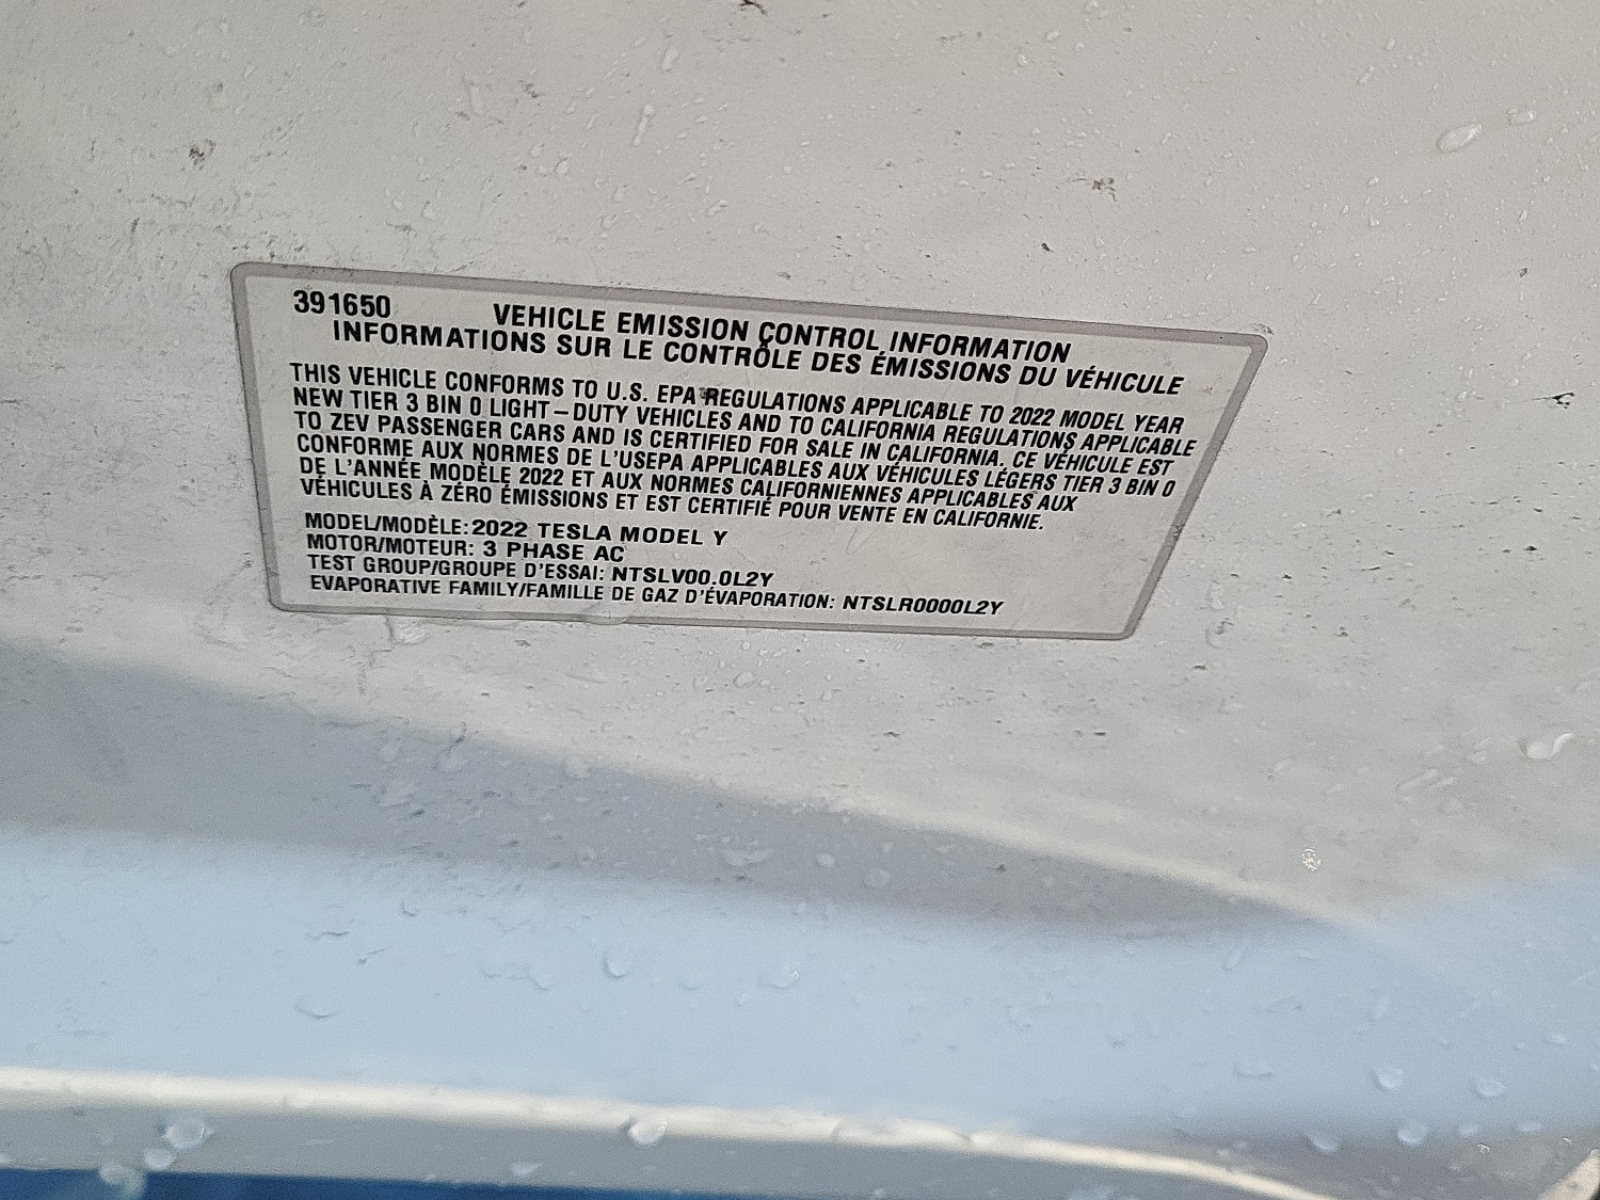 391650 VEHICLE EMISSION CONTROL INFORMATION
INFORMATIONS SUR LE CONTRÔLE DES ÉMISSIONS DU VÉHICULE
THIS VEHICLE CONFORMS TO U.S. EPA REGULATIONS APPLICABLE TO 2022 MODEL YEAR
NEW TIER 3 BIN 0 LIGHT-DUTY VEHICLES AND TO CALIFORNIA REGULATIONS APPLICABLE
TO ZEV PASSENGER CARS AND IS CERTIFIED FOR SALE IN CALIFORNIA. CE VÉHICULE EST
CONFORME AUX NORMES DE L'USEPA APPLICABLES AUX VÉHICULES LÉGERS TIER 3 BIN 0
DE L'ANNÉE MODÈLE 2022 ET AUX NORMES CALIFORNIENNES APPLICABLES AUX
VÉHICULES À ZÉRO ÉMISSIONS ET EST CERTIFIÉ POUR VENTE EN CALIFORNIE.
MODEL/MODÈLE: 2022 TESLA MODEL Y
MOTOR/MOTEUR: 3 PHASE AC
TEST GROUP/GROUPE D'ESSAI: NTSLV00.0L2Y
EVAPORATIVE FAMILY/FAMILLE DE GAZ D'ÉVAPORATION: NTSLR0000L2Y